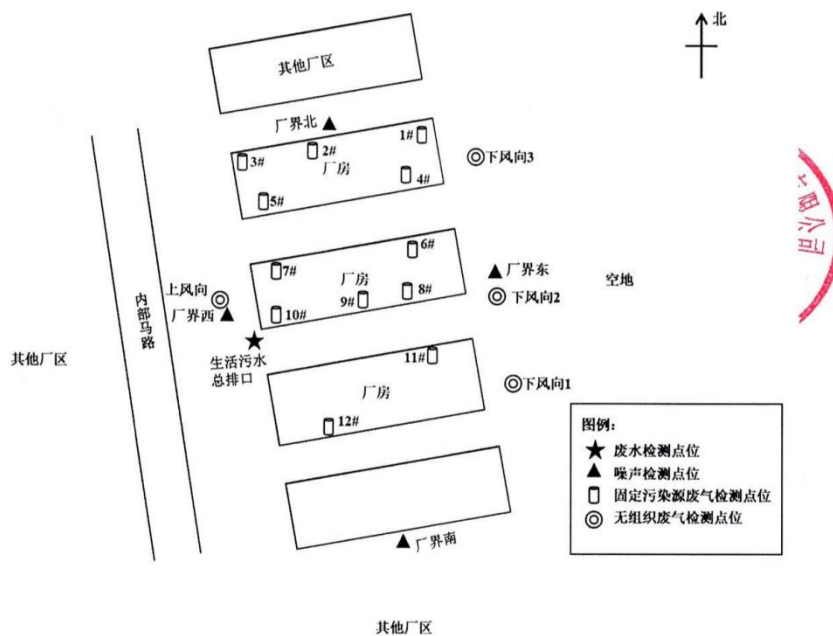 北
其他厂区
厂界北
1#
2#
3#
厂房
4#
5#
下风向3
6#
7#
厂房
8#
9#
10#
厂界东
下风向2
空地
上风向
厂界西
内部马路
其他厂区
生活污水
总排口
11#
厂房
12#
下风向1
厂界南
其他厂区
图例:
废水检测点位
噪声检测点位
固定污染源废气检测点位
无组织废气检测点位
限公司